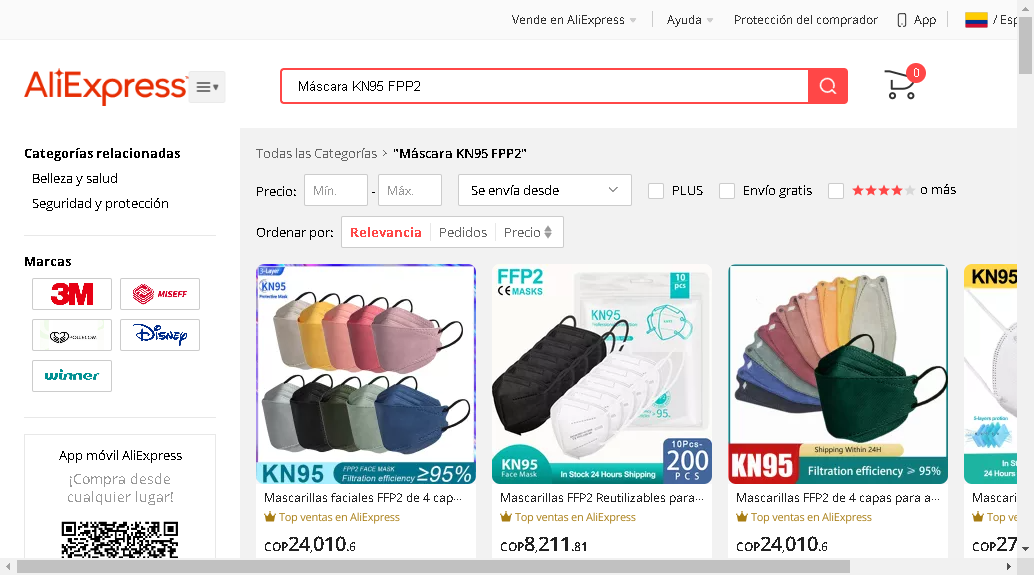 Vende en AliExpress
Ayuda
Protección del comprador
App
/ Esp
AliExpress
Máscara KN95 FPP2
0
Categorías relacionadas
Belleza y salud
Seguridad y protección
Marcas
3M
MISEFF
Disney
winner
App móvil AliExpress
¡Compra desde
cualquier lugar!
Todas las Categorías > "Máscara KN95 FPP2"
Precio:
Mín.
-
Máx.
Se envía desde
PLUS
Envío gratis
o más
Ordenar por:
Relevancia
Pedidos
Precio
KN95
Protective Mask
KN95
FPP2 FACE MASK
≥95%
Mascarillas faciales FFP2 de 4 cap...
Top ventas en AliExpress
COP24,010.6
FFP2
CE MASKS
10
pcs
KN95
KN95
Face Mask
In Stock 24 Hours Shipping
10Pcs-
200
PCS
Mascarillas FFP2 Reutilizables para...
Top ventas en AliExpress
COP8,211.81
Shipping Within 24H
KN95
Filtration efficiency ≥ 95%
Mascarillas FFP2 de 4 capas para a...
Top ventas en AliExpress
COP24,010.6
KN95
In St
24 Hours
Mascari
Top ve
COP27